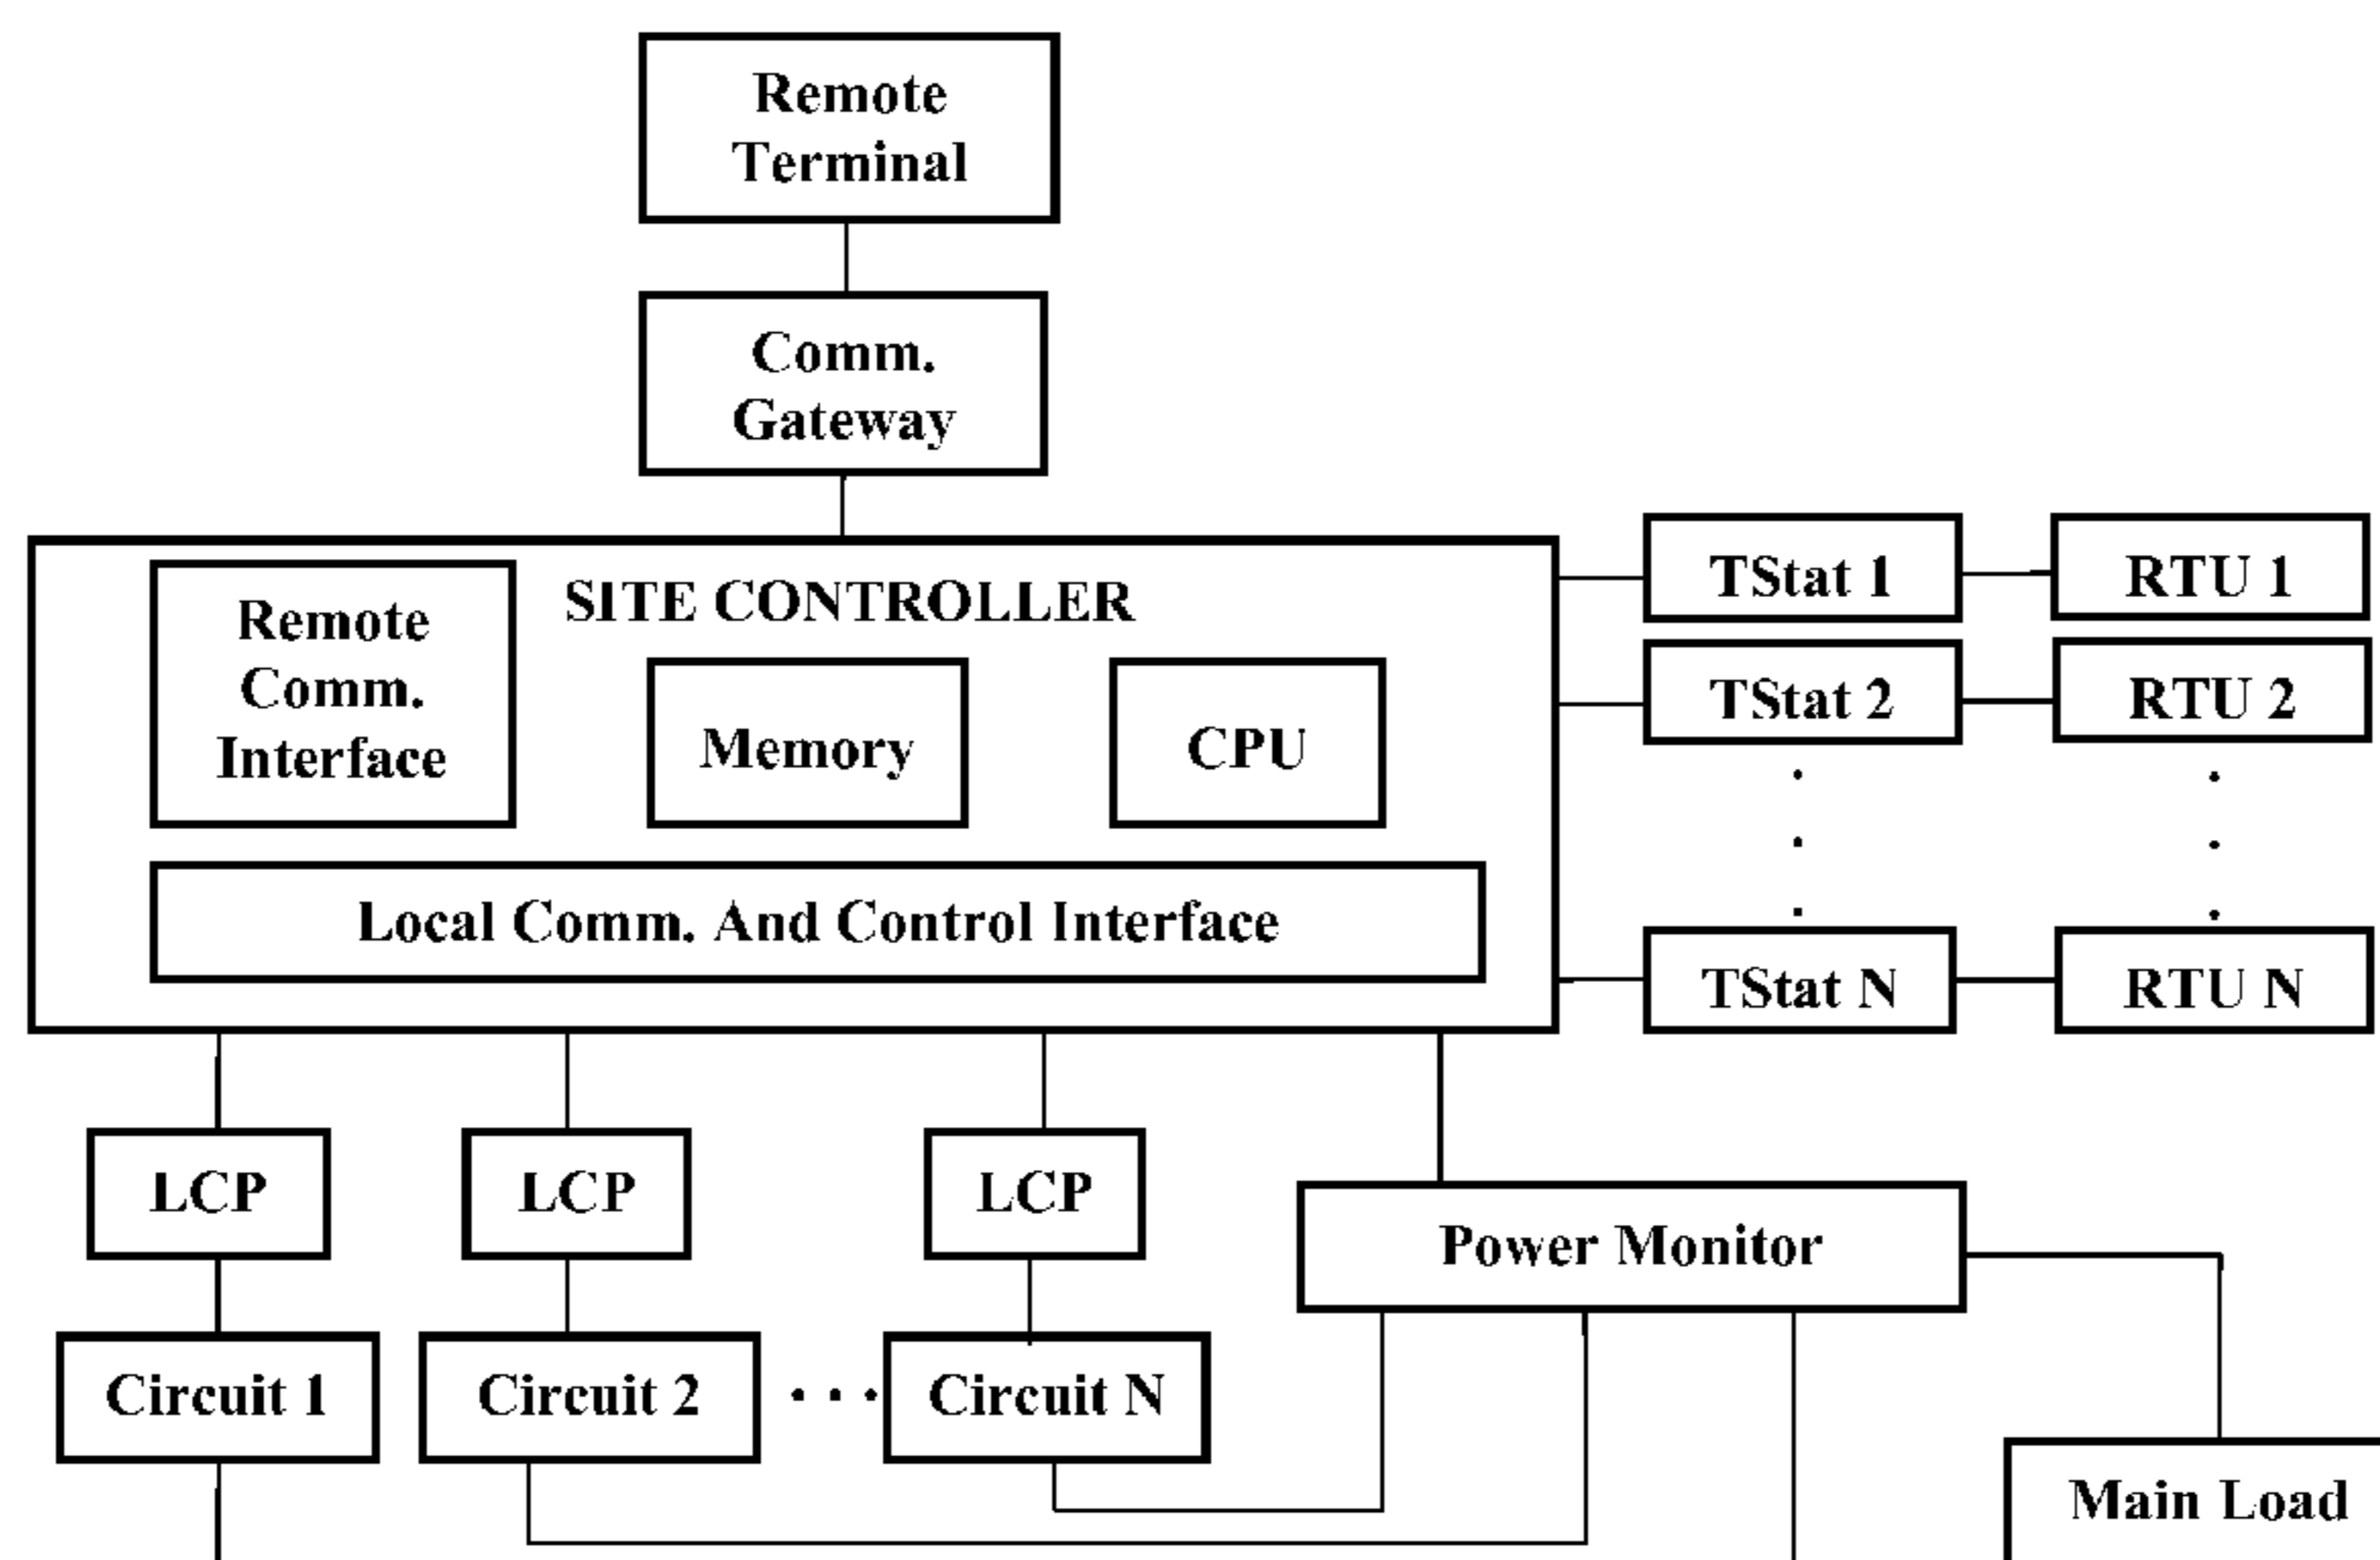 Remote
Terminal
Comm.
Gateway
SITE CONTROLLER
Remote
Comm.
Interface
Memory
CPU
Local Comm. And Control Interface
TStat 1
RTU 1
TStat 2
RTU 2
TStat N
RTU N
LCP
LCP
LCP
Power Monitor
Circuit 1
Circuit 2
Circuit N
Main Load